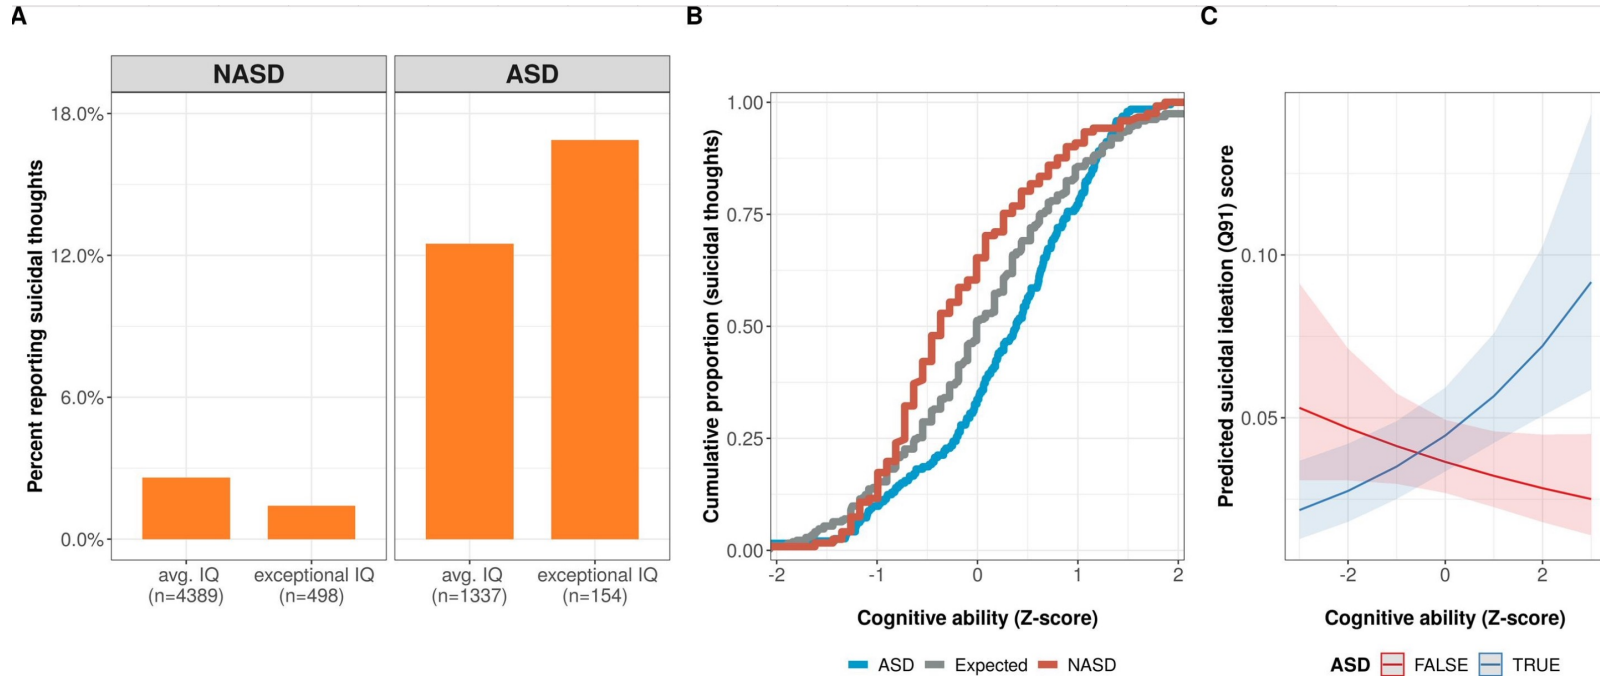 A
NASD
ASD
Percent reporting suicidal thoughts
18.0%
12.0%
6.0%
0.0%
avg. IQ
(n=4389)
exceptional IQ
(n=498)
avg. IQ
(n=1337)
exceptional IQ
(n=154)
B
Cumulative proportion (suicidal thoughts)
1.00
0.75
0.50
0.25
0.00
-2 -1 0 1 2
Cognitive ability (Z-score)
ASD Expected NASD
C
Predicted suicidal ideation (Q91) score
0.10
0.05
-2 0 2
Cognitive ability (Z-score)
ASD FALSE TRUE